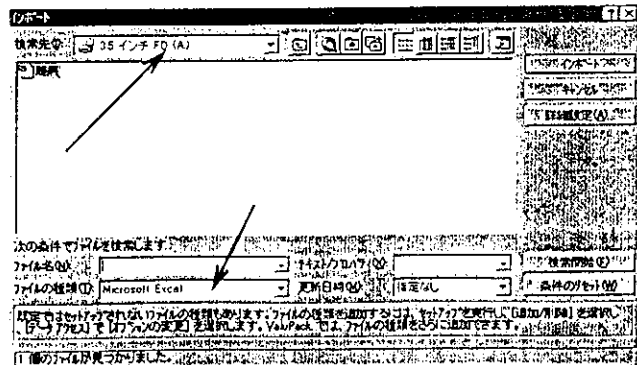 インポート
検索先(I): 3.5 インチ FD (A)
インポート
キャンセル
詳細設定(A)...
次の条件でファイルを検索します:
ファイル名(N):
テキスト/プロパティ(X):
検索開始(F)
ファイルの種類(T): Microsoft Excel
更新日時(M): 指定なし
条件のリセット(W)
既定ではセットアップされないファイルの種類もあります。ファイルの種類を追加するには、セットアップを実行し、[追加/削除] を選択し
、[データ アクセス] で [オプションの変更] を選択します。ValuPack では、ファイルの種類をさらに追加できます。
1 個のファイルが見つかりました。